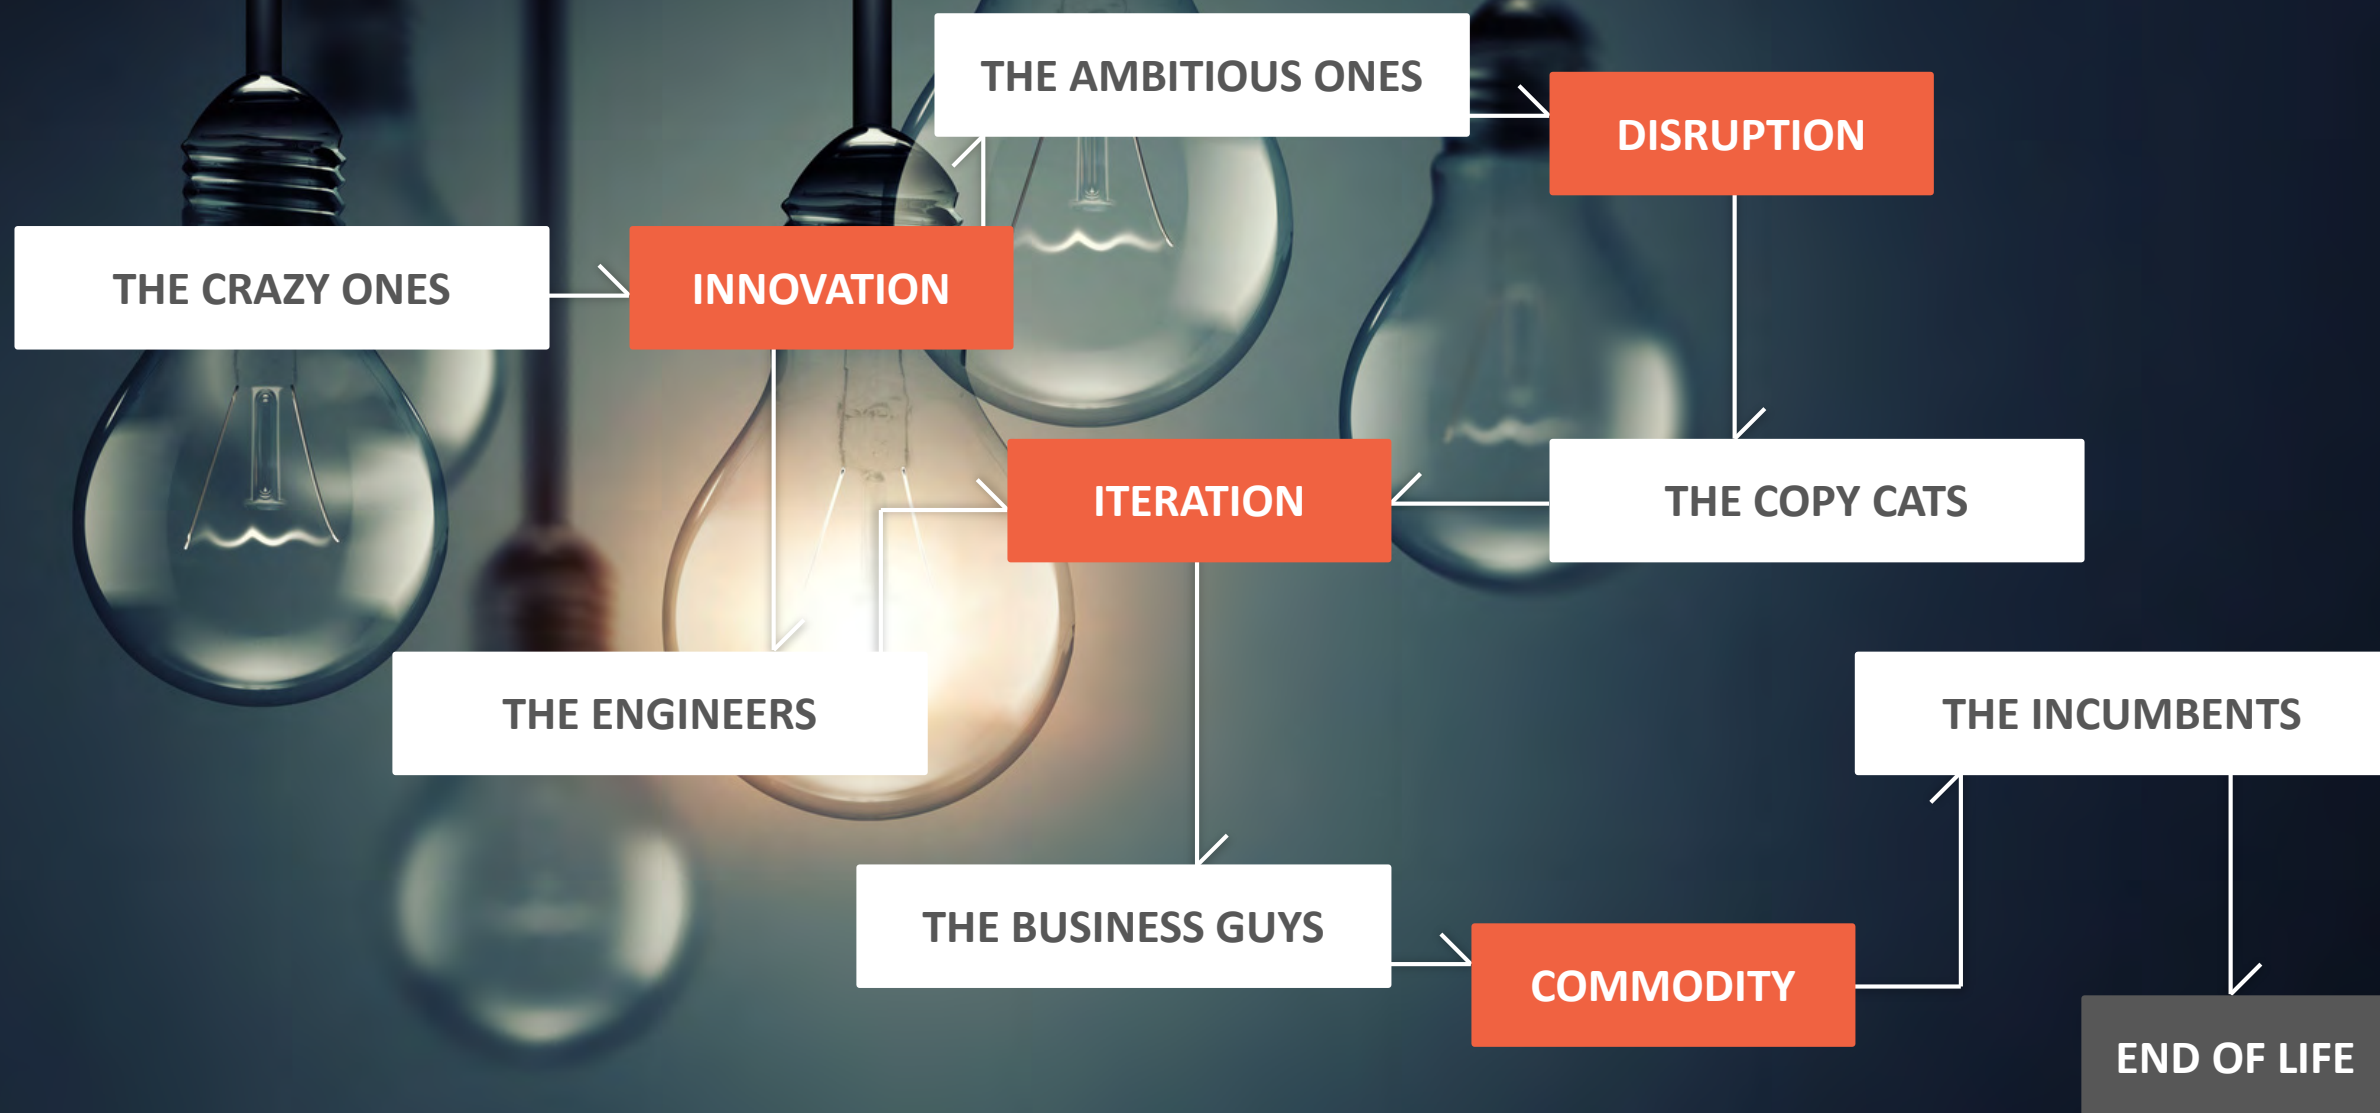 THE AMBITIOUS ONES
DISRUPTION
THE CRAZY ONES
INNOVATION
ITERATION
THE COPY CATS
THE ENGINEERS
THE INCUMBENTS
THE BUSINESS GUYS
COMMODITY
END OF LIFE